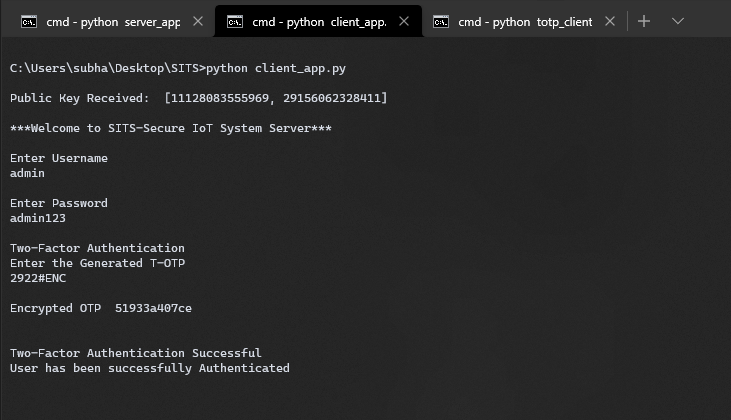 cmd - python server_app
cmd - python client_app.
cmd - python totp_client
C:\Users\subha\Desktop\SITS>python client_app.py
Public Key Received:  [11128083555969, 29156062328411]
***Welcome to SITS-Secure IoT System Server***
Enter Username
admin
Enter Password
admin123
Two-Factor Authentication
Enter the Generated T-OTP
2922#ENC
Encrypted OTP  51933a407ce
Two-Factor Authentication Successful
User has been successfully Authenticated